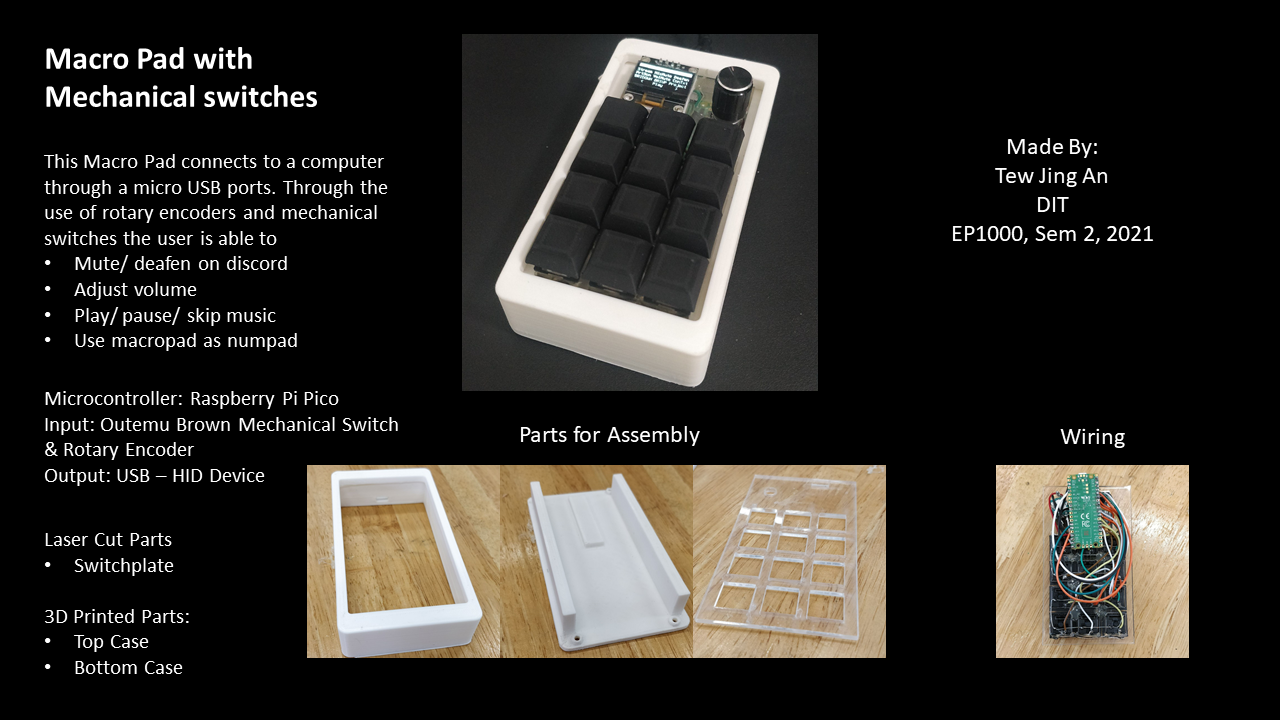 Macro Pad with
Mechanical switches
This Macro Pad connects to a computer
through a micro USB ports. Through the
use of rotary encoders and mechanical
switches the user is able to
• Mute/ deafen on discord
• Adjust volume
• Play/ pause/ skip music
• Use macropad as numpad
Microcontroller: Raspberry Pi Pico
Input: Outemu Brown Mechanical Switch
& Rotary Encoder
Output: USB – HID Device
Laser Cut Parts
• Switchplate
3D Printed Parts:
• Top Case
• Bottom Case
Made By:
Tew Jing An
DIT
EP1000, Sem 2, 2021
Parts for Assembly
Wiring